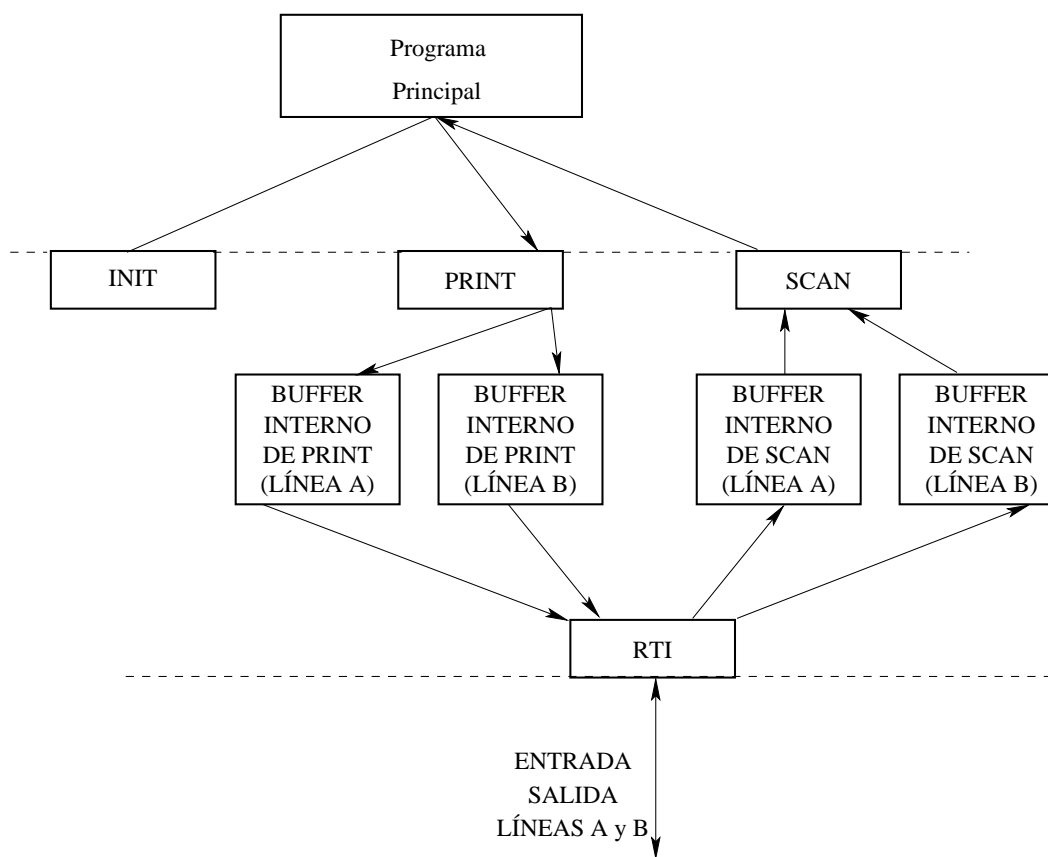 Programa
Principal
INIT
PRINT
SCAN
BUFFER
INTERNO
DE PRINT
(LÍNEA A)
BUFFER
INTERNO
DE PRINT
(LÍNEA B)
BUFFER
INTERNO
DE SCAN
(LÍNEA A)
BUFFER
INTERNO
DE SCAN
(LÍNEA B)
RTI
ENTRADA
SALIDA
LÍNEAS A y B